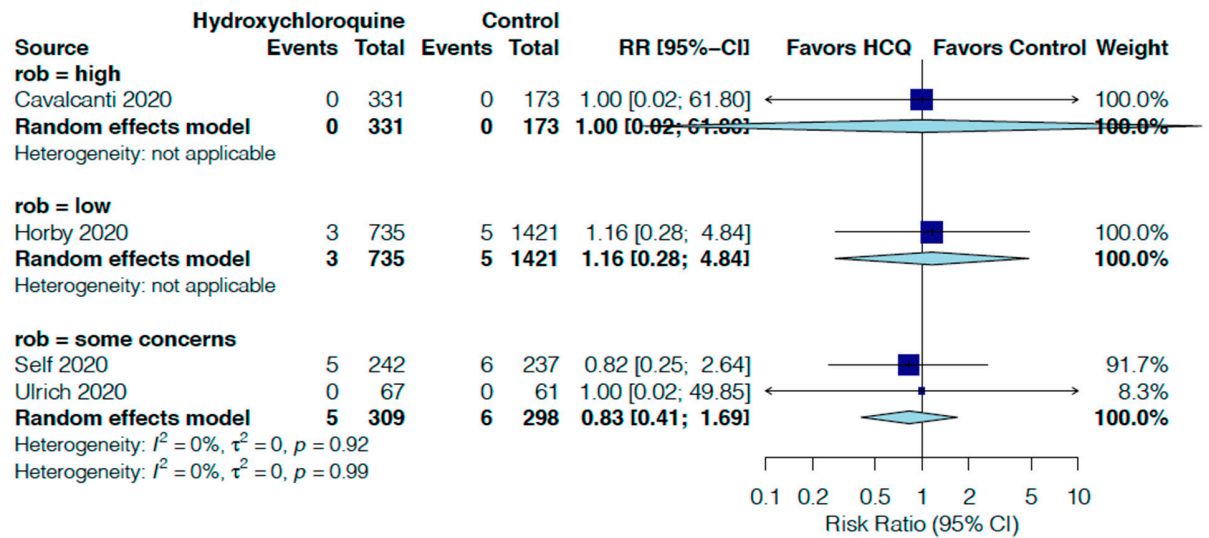 Hydroxychloroquine Control
Source Events Total Events Total RR [95%−CI] Favors HCQ Favors Control Weight
rob = high
Cavalcanti 2020 0 331 0 173 1.00 [0.02; 61.80] 100.0%
Random effects model 0 331 0 173 1.00 [0.02; 61.80] 100.0%
Heterogeneity: not applicable
rob = low
Horby 2020 3 735 5 1421 1.16 [0.28; 4.84] 100.0%
Random effects model 3 735 5 1421 1.16 [0.28; 4.84] 100.0%
Heterogeneity: not applicable
rob = some concerns
Self 2020 5 242 6 237 0.82 [0.25; 2.64] 91.7%
Ulrich 2020 0 67 0 61 1.00 [0.02; 49.85] 8.3%
Random effects model 5 309 6 298 0.83 [0.41; 1.69] 100.0%
Heterogeneity: I² = 0%, τ² = 0, p = 0.92
Heterogeneity: I² = 0%, τ² = 0, p = 0.99
0.1 0.2 0.5 1 2 5 10
Risk Ratio (95% CI)